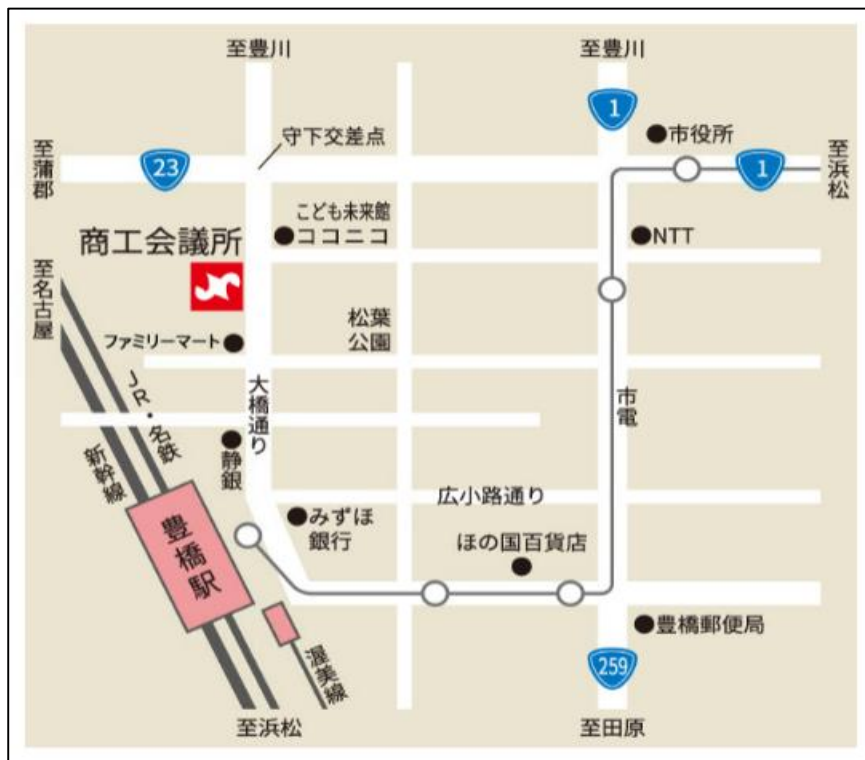 至豊川
至豊川
1
市役所
守下交差点
至蒲郡
23
1
至浜松
こども未来館
ココニコ
商工会議所
NTT
至名古屋
松葉
公園
ファミリーマート
JR・名鉄
大橋通り
市電
新幹線
静銀
広小路通り
みずほ
銀行
ほの国百貨店
豊橋駅
豊橋郵便局
渥美線
259
至浜松
至田原